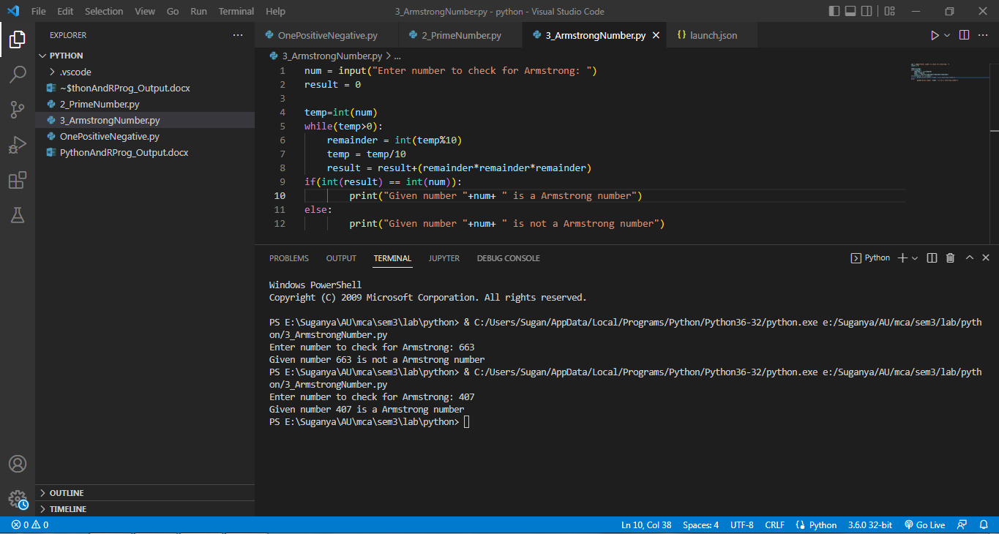 File Edit Selection View Go Run Terminal Help 3_ArmstrongNumber.py - python - Visual Studio Code
EXPLORER
PYTHON
.vscode
~$thonAndRProg_Output.docx
2_PrimeNumber.py
3_ArmstrongNumber.py
OnePositiveNegative.py
PythonAndRProg_Output.docx
OUTLINE
TIMELINE
OnePositiveNegative.py 2_PrimeNumber.py 3_ArmstrongNumber.py {} launch.json
3_ArmstrongNumber.py > ...
1 num = input("Enter number to check for Armstrong: ")
2 result = 0
3
4 temp=int(num)
5 while(temp>0):
6 remainder = int(temp%10)
7 temp = temp/10
8 result = result+(remainder*remainder*remainder)
9 if(int(result) == int(num)):
10 print("Given number "+num+ " is a Armstrong number")
11 else:
12 print("Given number "+num+ " is not a Armstrong number")
PROBLEMS OUTPUT TERMINAL JUPYTER DEBUG CONSOLE Python
Windows PowerShell
Copyright (C) 2009 Microsoft Corporation. All rights reserved.
PS E:\Suganya\AU\mca\sem3\lab\python> & C:/Users/Sugan/AppData/Local/Programs/Python/Python36-32/python.exe e:/Suganya/AU/mca/sem3/lab/pyth
on/3_ArmstrongNumber.py
Enter number to check for Armstrong: 663
Given number 663 is not a Armstrong number
PS E:\Suganya\AU\mca\sem3\lab\python> & C:/Users/Sugan/AppData/Local/Programs/Python/Python36-32/python.exe e:/Suganya/AU/mca/sem3/lab/pyth
on/3_ArmstrongNumber.py
Enter number to check for Armstrong: 407
Given number 407 is a Armstrong number
PS E:\Suganya\AU\mca\sem3\lab\python>
0 0 Ln 10, Col 38 Spaces: 4 UTF-8 CRLF Python 3.6.0 32-bit Go Live